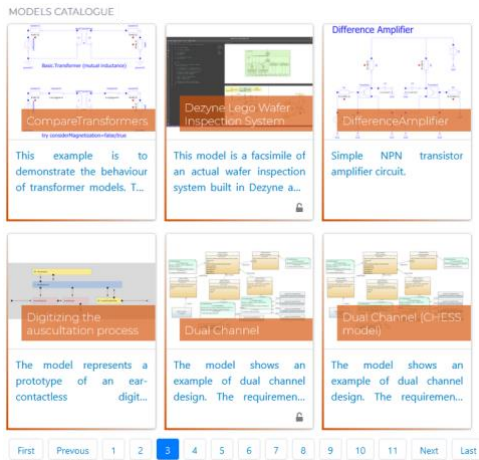 MODELS CATALOGUE
Basic Transformer (mutual inductance)
CompareTransformers
try considerMagnetization=false/true
This example is to
demonstrate the behaviour
of transformer models. T...
Dezyne Lego Wafer
Inspection System
This model is a facsimile of
an actual wafer inspection
system built in Dezyne a...
Difference Amplifier
DifferenceAmplifier
Simple NPN transistor
amplifier circuit.
Digitizing the
auscultation process
The model represents a
prototype of an ear-
contactless digit...
Dual Channel
The model shows an
example of dual channel
design. The requiremen...
Dual Channel (CHESS
model)
The model shows an
example of dual channel
design. The requiremen...
First Prevous 1 2 3 4 5 6 7 8 9 10 11 Next Last